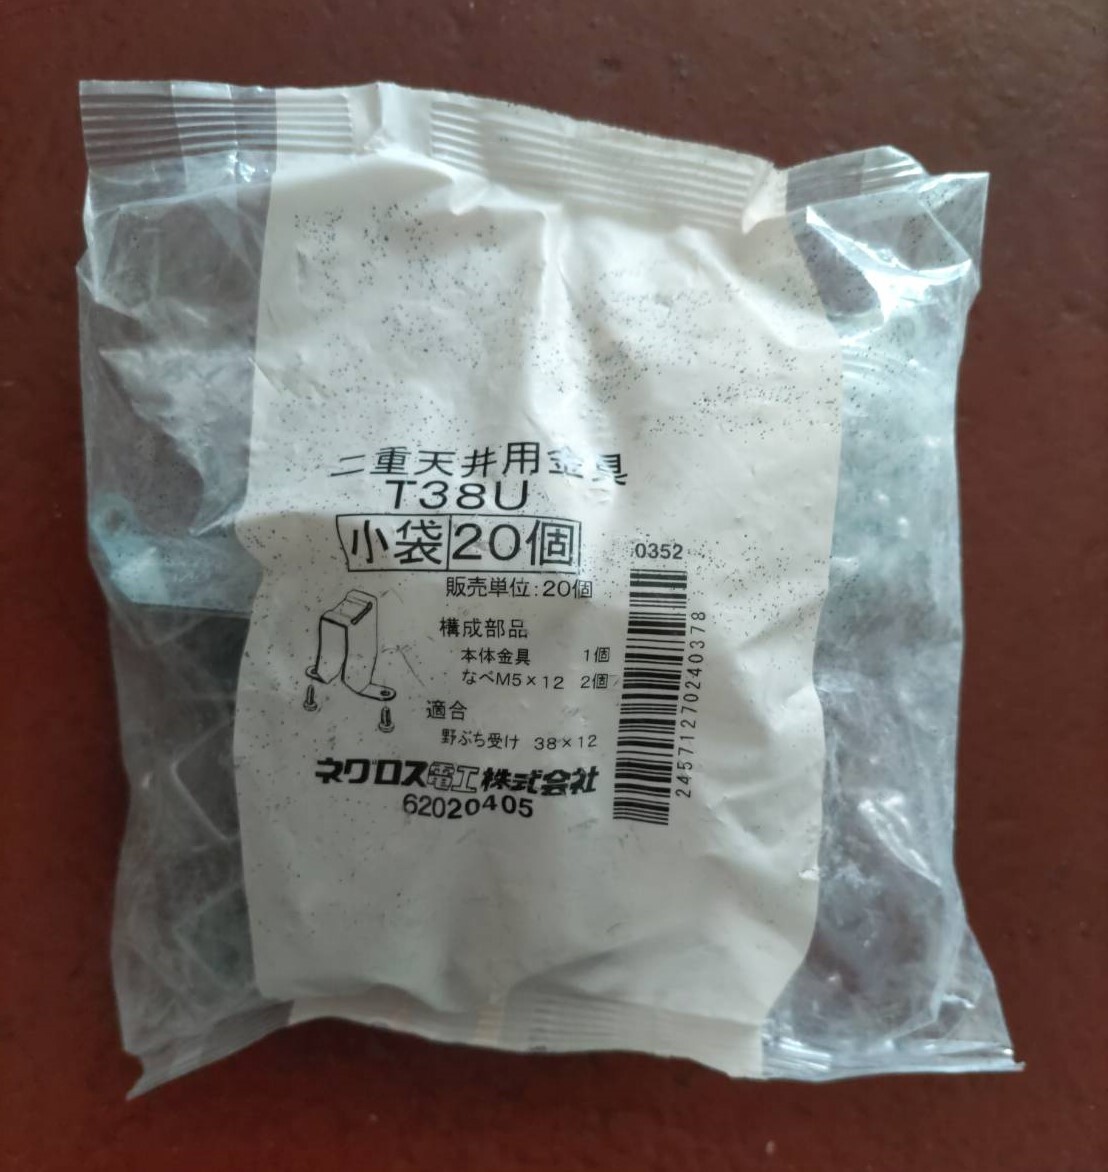 二重天井用金具
T38U
小袋 20個
販売単位:20個
構成部品
本体金具 1個
なべM5×12 2個
適合
野ぶち受け 38×12
ネグロス電工株式会社
62020405
0352
24571270240378